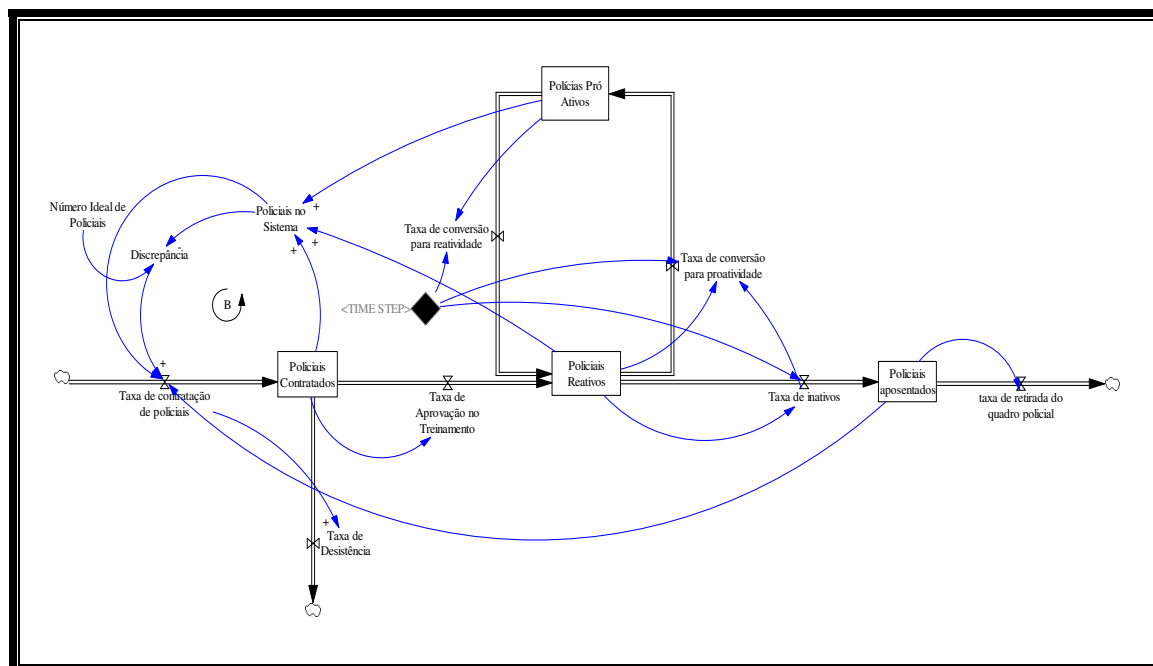 Polícias Pró
Ativos
Número Ideal de
Policiais
Policiais no
Sistema
+
+
+
Discrepância
-
Taxa de conversão
para reatividade
Taxa de conversão
para proatividade
<TIME STEP>
B
Policiais
Contratados
Policiais
Reativos
Policiais
aposentados
+
Taxa de contratação
de policiais
Taxa de
Aprovação no
Treinamento
Taxa de inativos
taxa de retirada do
quadro policial
+
Taxa de
Desistência